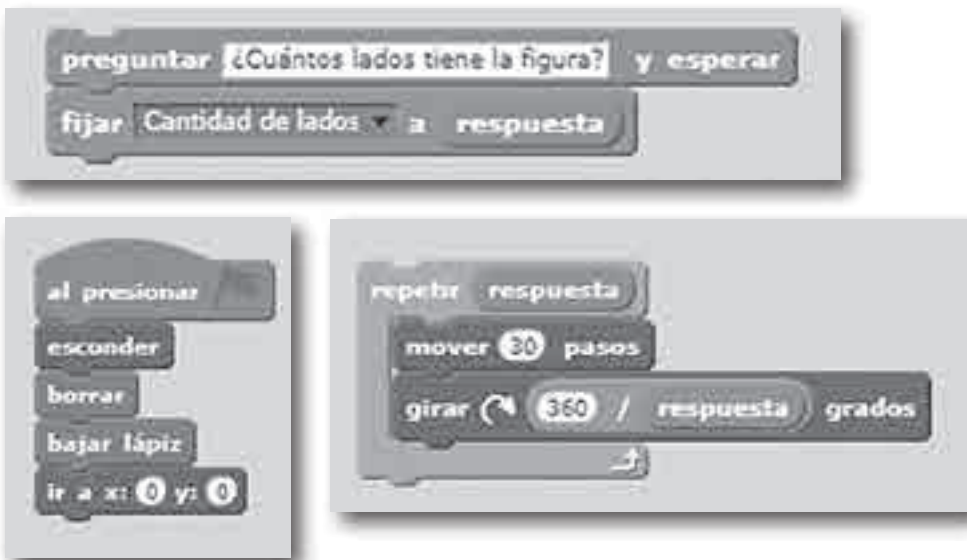 preguntar ¿Cuántos lados tiene la figura? y esperar
fijar Cantidad de lados a respuesta
al presionar
esconder
borrar
bajar lápiz
ir a x: 0 y: 0
repetir respuesta
mover 30 pasos
girar 360 / respuesta grados